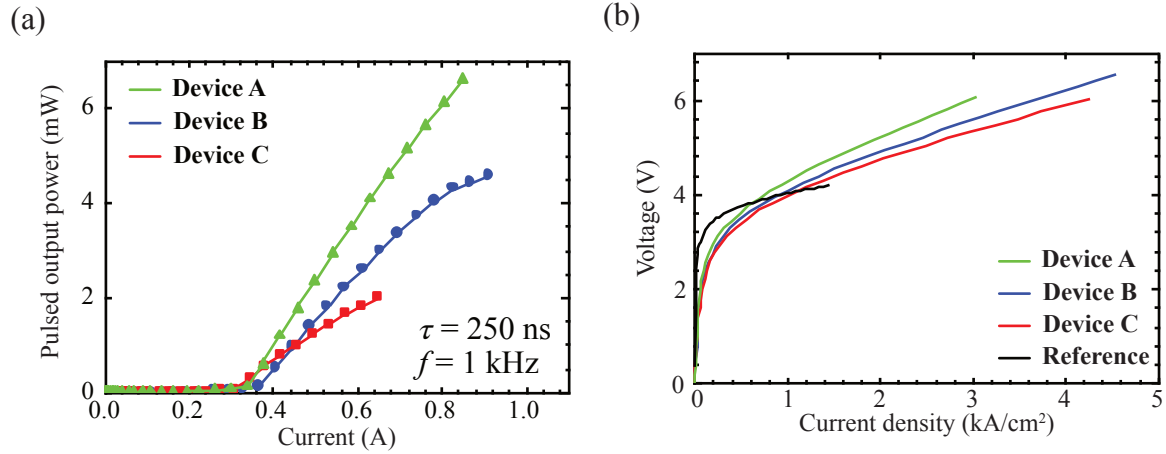 (a)
Pulsed output power (mW)
6
4
2
0
Device A
Device B
Device C
τ = 250 ns
f = 1 kHz
0.0 0.2 0.4 0.6 0.8 1.0
Current (A)
(b)
Voltage (V)
6
4
2
0
Device A
Device B
Device C
Reference
0 1 2 3 4 5
Current density (kA/cm²)